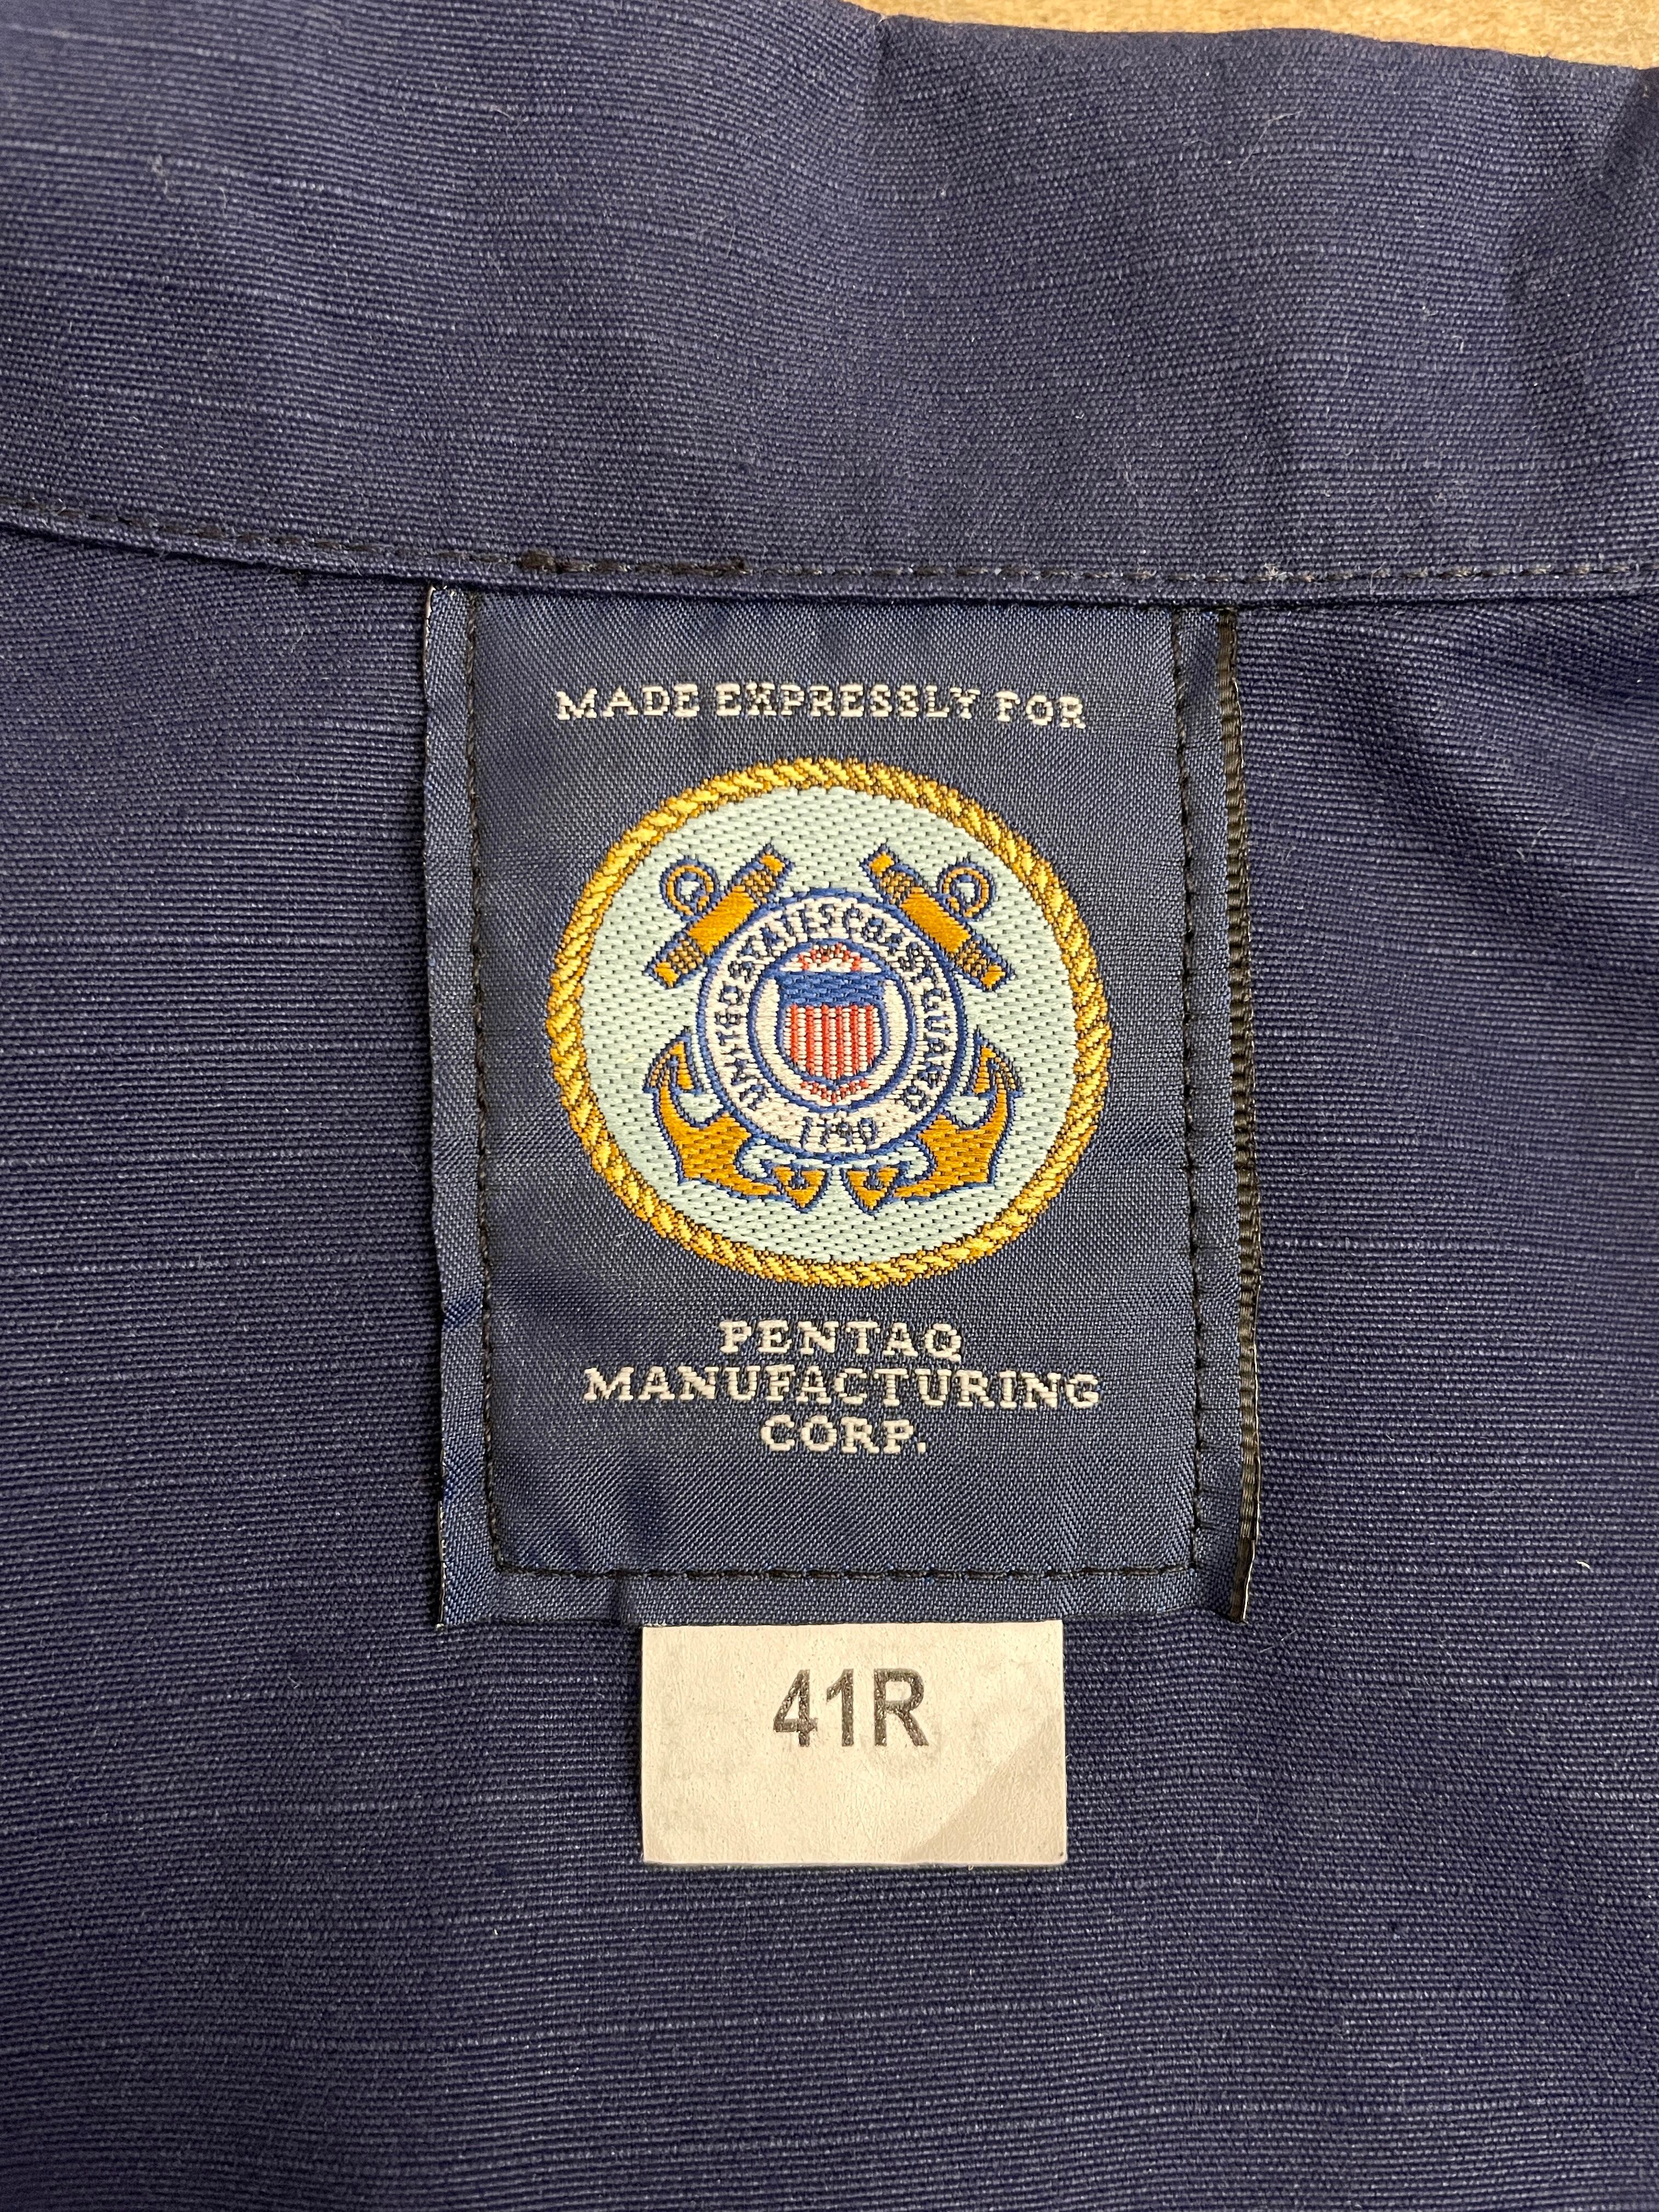 MADE EXPRESSLY FOR
UNITED STATES COAST GUARD
1790
PENTAQ
MANUFACTURING
CORP.
41R